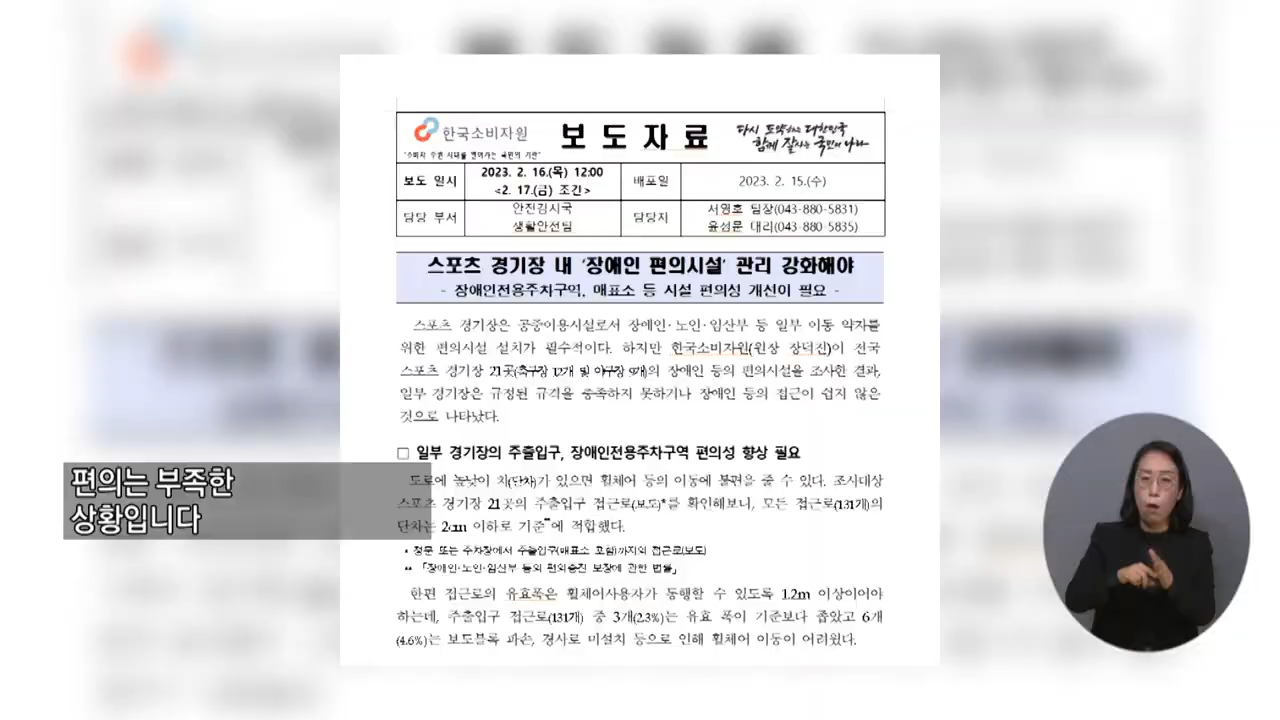 한국소비자원
"소비자 주권 시대를 열어가는 국민의 기관"
보 도 자 료
다시 도약하는 대한민국
함께 잘사는 국민의 나라
보도 일시
2023. 2. 16.(목) 12:00
<2. 17.(금) 조간>
배포일
2023. 2. 15.(수)
담당 부서
안전감시국
생활안전팀
담당자
서영호 팀장(043-880-5831)
윤성문 대리(043-880-5835)
스포츠 경기장 내 '장애인 편의시설' 관리 강화해야
- 장애인전용주차구역, 매표소 등 시설 편의성 개선이 필요 -
스포츠 경기장은 공중이용시설로서 장애인·노인·임산부 등 일부 이동 약자를
위한 편의시설 설치가 필수적이다. 하지만 한국소비자원(원장 장덕진)이 전국
스포츠 경기장 21곳(축구장 12개 및 야구장 9개)의 장애인 등의 편의시설을 조사한 결과,
일부 경기장은 규정된 규격을 충족하지 못하거나 장애인 등의 접근이 쉽지 않은
것으로 나타났다.
□ 일부 경기장의 주출입구, 장애인전용주차구역 편의성 향상 필요
도로에 높낮이 차(단차)가 있으면 휠체어 등의 이동에 불편을 줄 수 있다. 조사대상
스포츠 경기장 21곳의 주출입구 접근로(보도)*를 확인해보니, 모든 접근로(131개)의
단차는 2cm 이하로 기준**에 적합했다.
* 정문 또는 주차장에서 주출입구(매표소 포함)까지의 접근로(보도)
** 「장애인·노인·임산부 등의 편의증진 보장에 관한 법률」
한편 접근로의 유효폭은 휠체어사용자가 통행할 수 있도록 1.2m 이상이어야
하는데, 주출입구 접근로(131개) 중 3개(2.3%)는 유효 폭이 기준보다 좁았고 6개
(4.6%)는 보도블록 파손, 경사로 미설치 등으로 인해 휠체어 이동이 어려웠다.
편의는 부족한
상황입니다